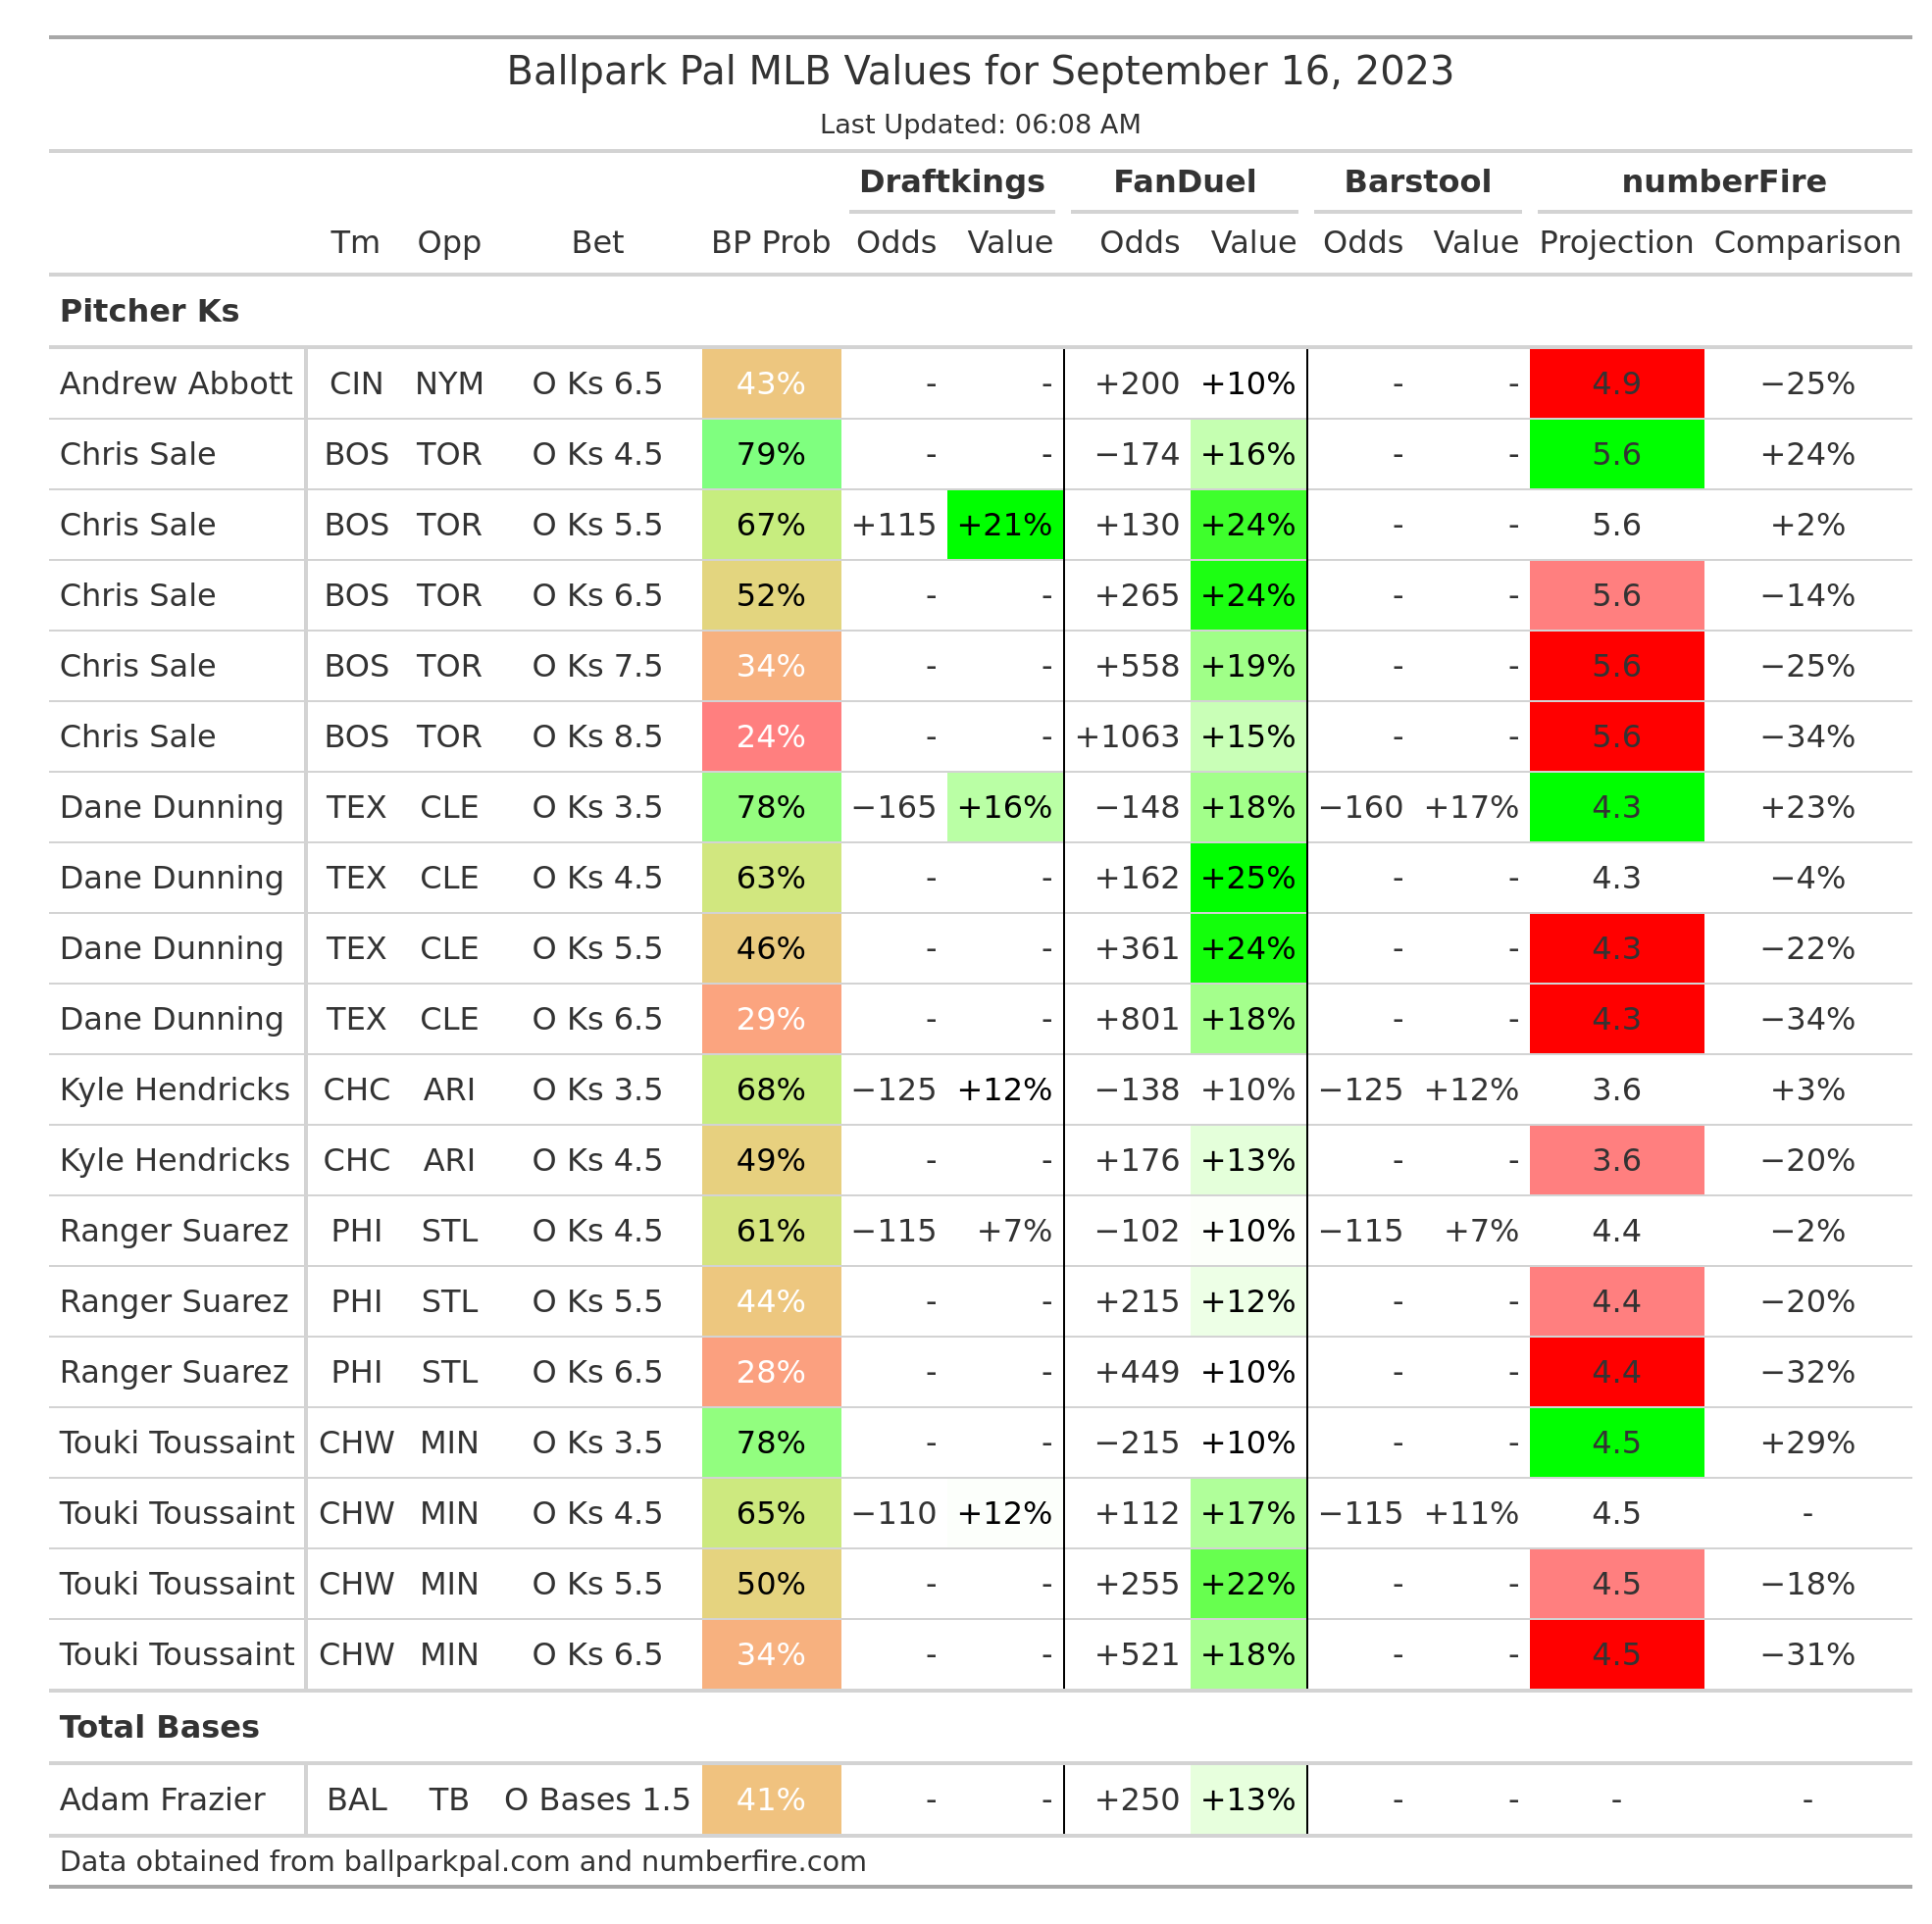 Ballpark Pal MLB Values for September 16, 2023
Last Updated: 06:08 AM
Draftkings FanDuel Barstool numberFire
Tm Opp Bet BP Prob Odds Value Odds Value Odds Value Projection Comparison
Pitcher Ks
Andrew Abbott CIN NYM O Ks 6.5 43% - - +200 +10% - - 4.9 −25%
Chris Sale BOS TOR O Ks 4.5 79% - - −174 +16% - - 5.6 +24%
Chris Sale BOS TOR O Ks 5.5 67% +115 +21% +130 +24% - - 5.6 +2%
Chris Sale BOS TOR O Ks 6.5 52% - - +265 +24% - - 5.6 −14%
Chris Sale BOS TOR O Ks 7.5 34% - - +558 +19% - - 5.6 −25%
Chris Sale BOS TOR O Ks 8.5 24% - - +1063 +15% - - 5.6 −34%
Dane Dunning TEX CLE O Ks 3.5 78% −165 +16% −148 +18% −160 +17% 4.3 +23%
Dane Dunning TEX CLE O Ks 4.5 63% - - +162 +25% - - 4.3 −4%
Dane Dunning TEX CLE O Ks 5.5 46% - - +361 +24% - - 4.3 −22%
Dane Dunning TEX CLE O Ks 6.5 29% - - +801 +18% - - 4.3 −34%
Kyle Hendricks CHC ARI O Ks 3.5 68% −125 +12% −138 +10% −125 +12% 3.6 +3%
Kyle Hendricks CHC ARI O Ks 4.5 49% - - +176 +13% - - 3.6 −20%
Ranger Suarez PHI STL O Ks 4.5 61% −115 +7% −102 +10% −115 +7% 4.4 −2%
Ranger Suarez PHI STL O Ks 5.5 44% - - +215 +12% - - 4.4 −20%
Ranger Suarez PHI STL O Ks 6.5 28% - - +449 +10% - - 4.4 −32%
Touki Toussaint CHW MIN O Ks 3.5 78% - - −215 +10% - - 4.5 +29%
Touki Toussaint CHW MIN O Ks 4.5 65% −110 +12% +112 +17% −115 +11% 4.5 -
Touki Toussaint CHW MIN O Ks 5.5 50% - - +255 +22% - - 4.5 −18%
Touki Toussaint CHW MIN O Ks 6.5 34% - - +521 +18% - - 4.5 −31%
Total Bases
Adam Frazier BAL TB O Bases 1.5 41% - - +250 +13% - - - -
Data obtained from ballparkpal.com and numberfire.com